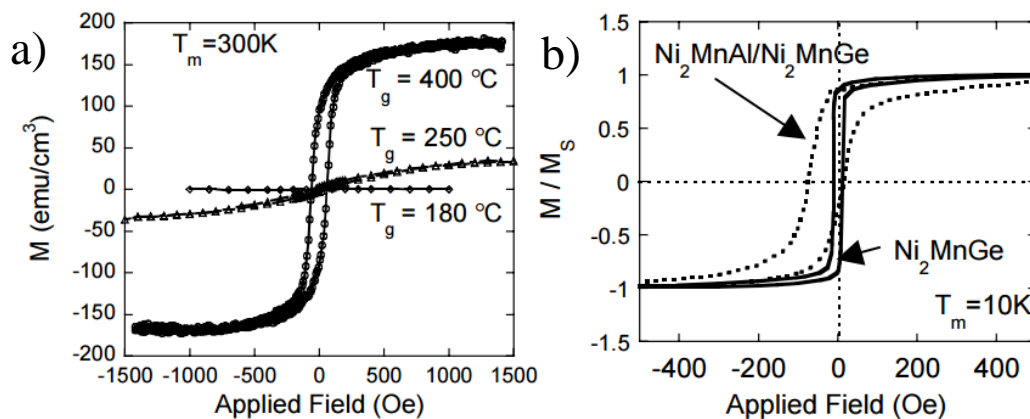 a)
M (emu/cm³)
200
150
100
50
0
-50
-100
-150
-200
Tₘ=300K
T_g = 400 °C
T_g = 250 °C
T_g = 180 °C
-1500 -1000 -500 0 500 1000 1500
Applied Field (Oe)
b)
M / M_S
1.5
1
0.5
0
-0.5
-1
-1.5
Ni₂MnAl/Ni₂MnGe
Ni₂MnGe
Tₘ=10K
-400 -200 0 200 400
Applied Field (Oe)